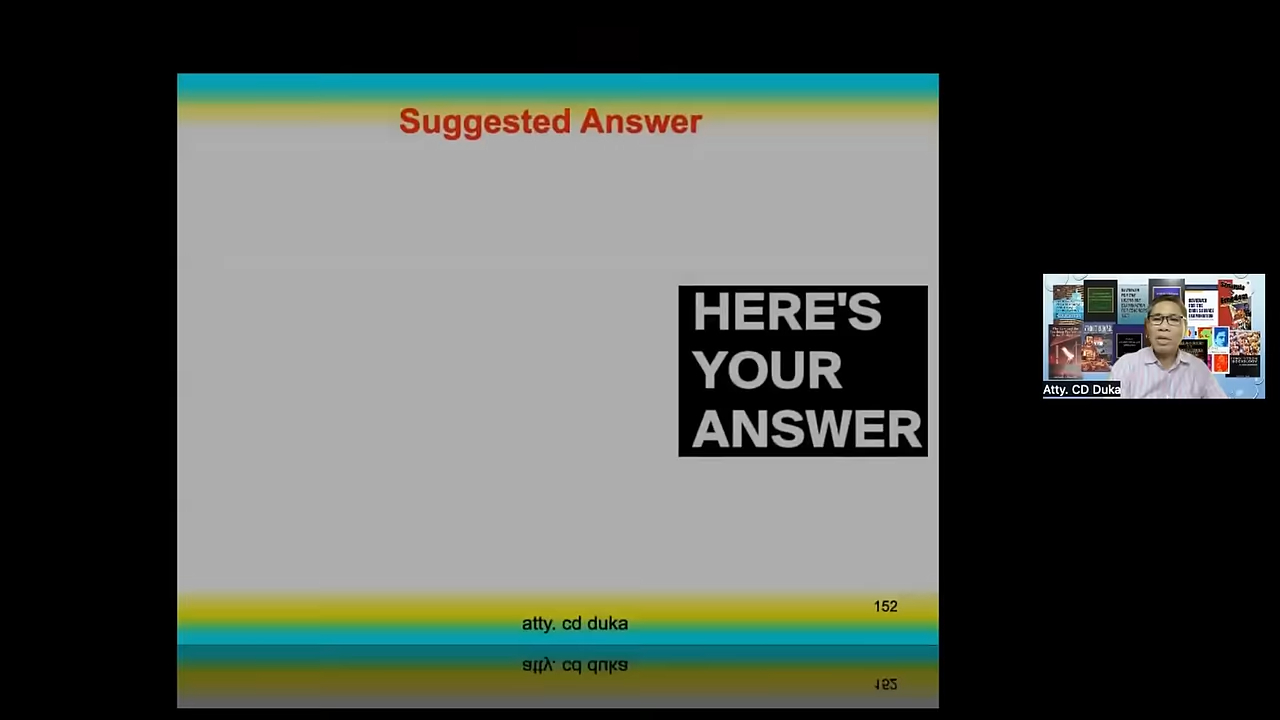 Suggested Answer
HERE'S
YOUR
ANSWER
152
atty. cd duka
atty. cd duka
152
Atty. CD Duka